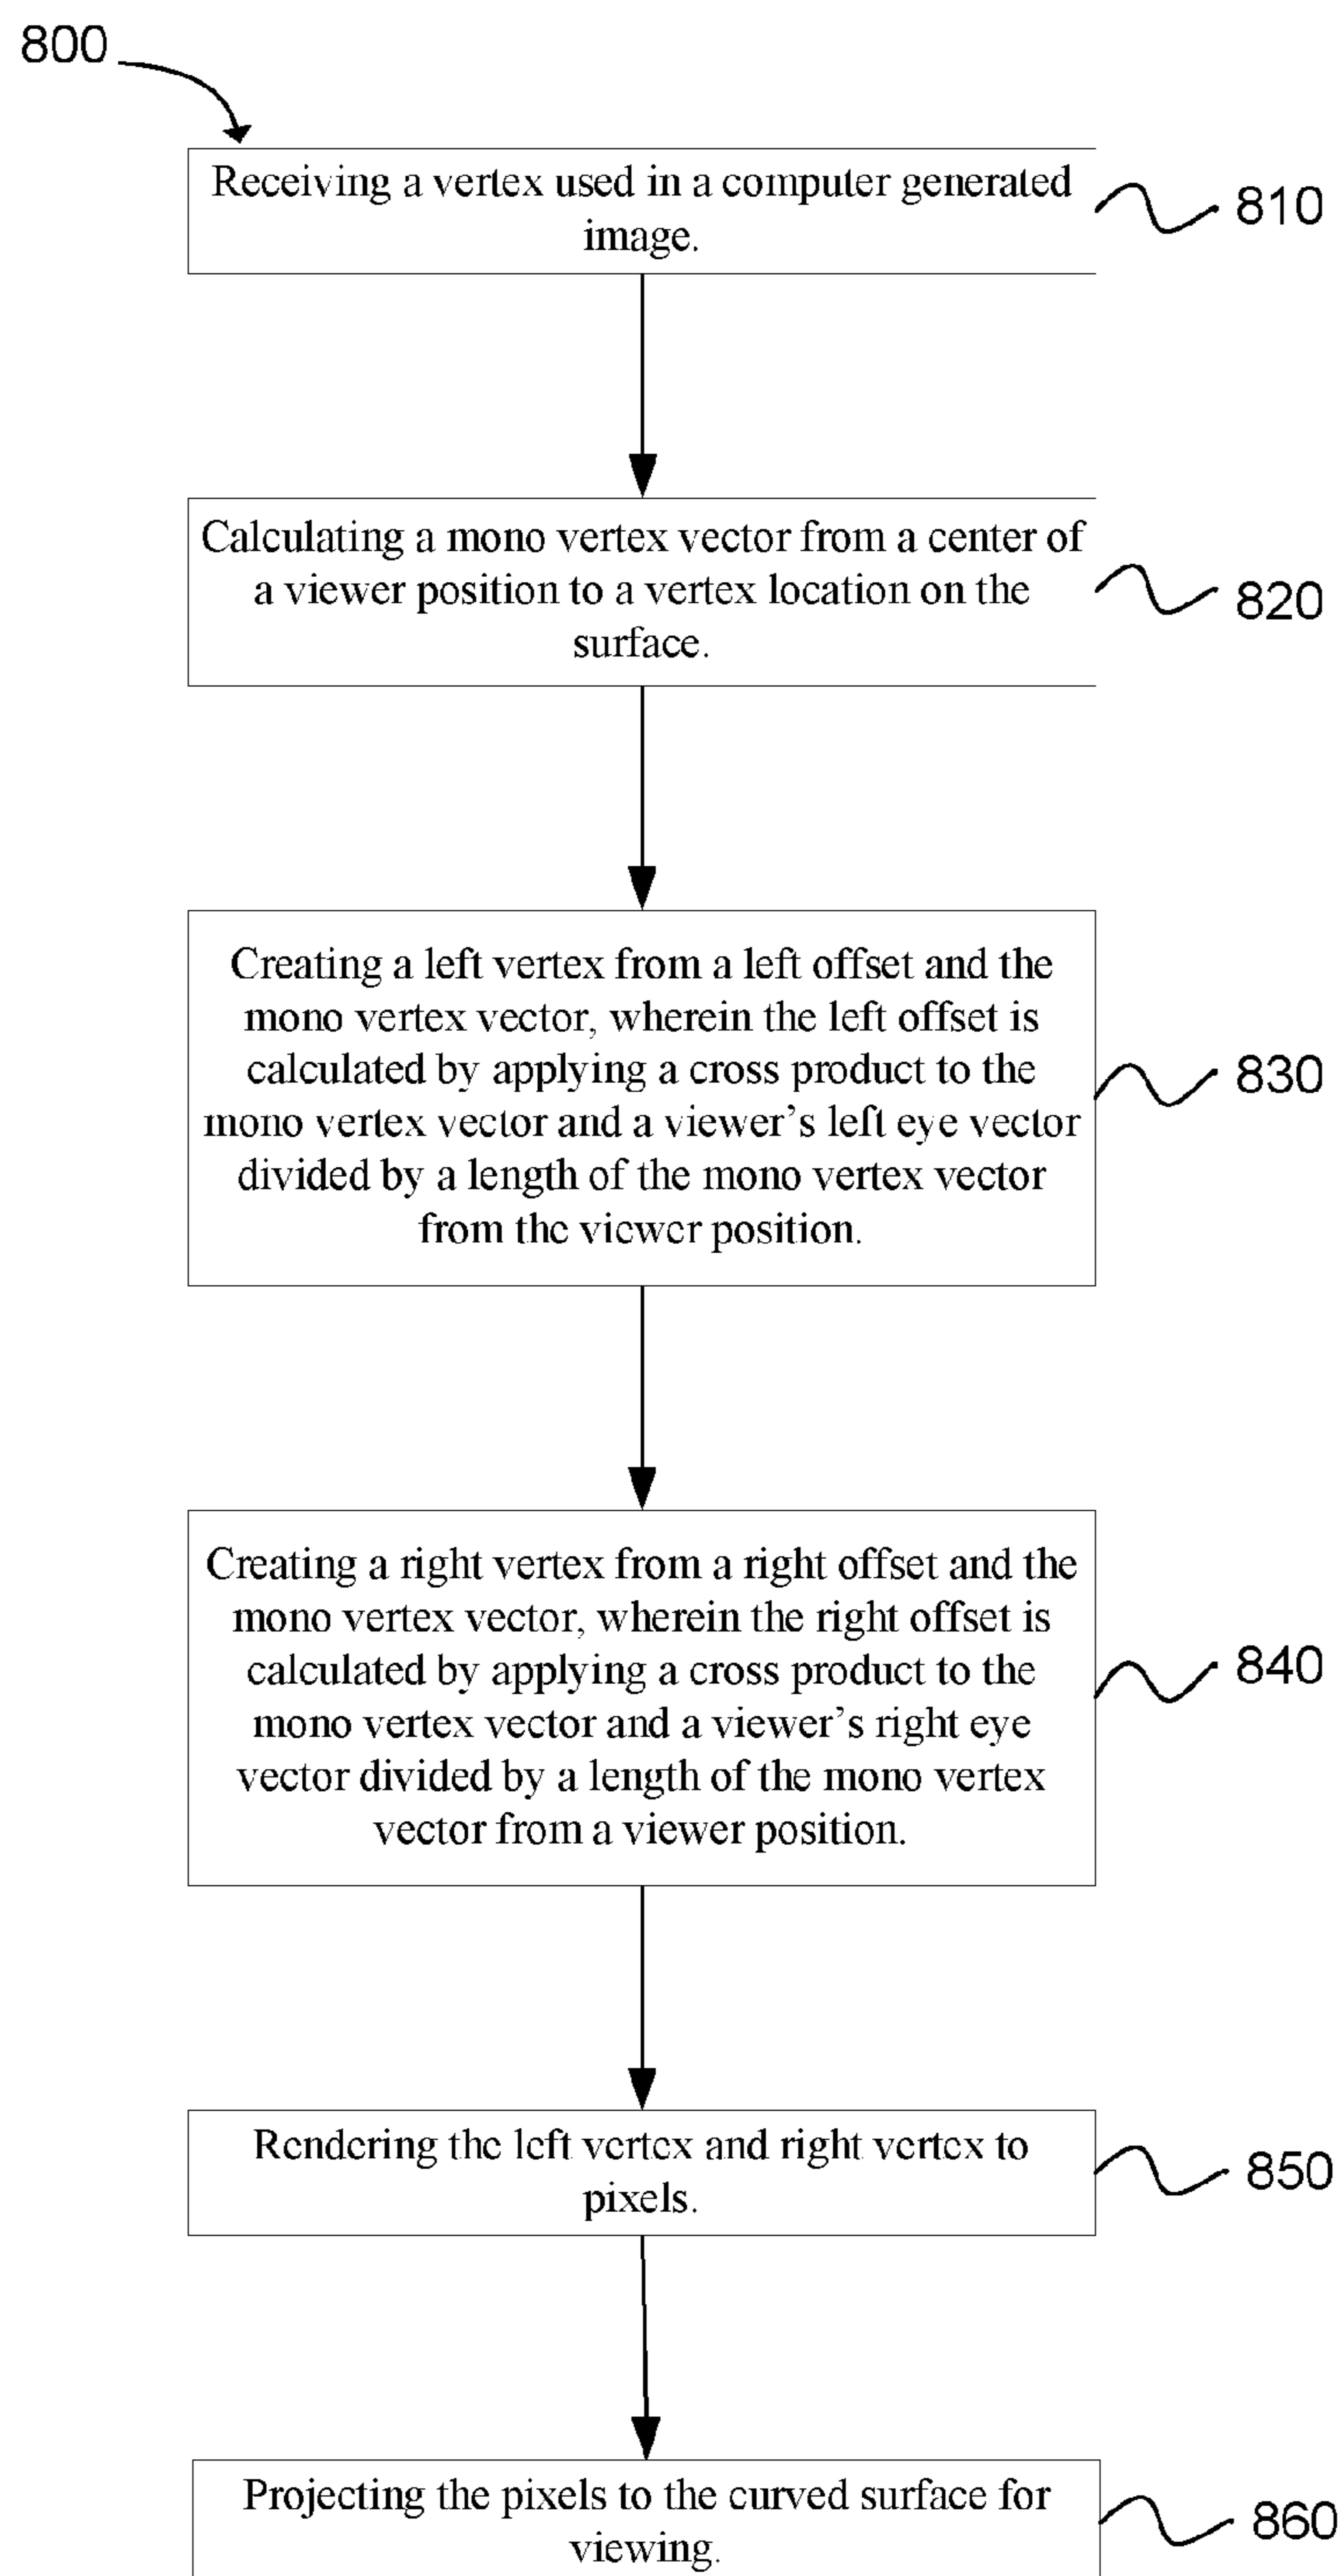 800
Receiving a vertex used in a computer generated
image.
810
Calculating a mono vertex vector from a center of
a viewer position to a vertex location on the
surface.
820
Creating a left vertex from a left offset and the
mono vertex vector, wherein the left offset is
calculated by applying a cross product to the
mono vertex vector and a viewer's left eye vector
divided by a length of the mono vertex vector
from the viewer position.
830
Creating a right vertex from a right offset and the
mono vertex vector, wherein the right offset is
calculated by applying a cross product to the
mono vertex vector and a viewer's right eye
vector divided by a length of the mono vertex
vector from a viewer position.
840
Rendering the left vertex and right vertex to
pixels.
850
Projecting the pixels to the curved surface for
viewing.
860